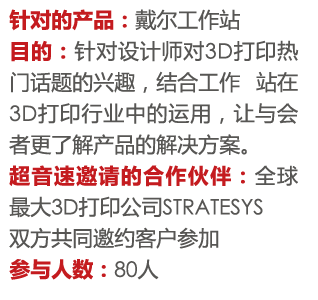 针对的产品：戴尔工作站
目的：针对设计师对3D打印热
门话题的兴趣，结合工作 站在
3D打印行业中的运用，让与会
者更了解产品的解决方案。
超音速邀请的合作伙伴：全球
最大3D打印公司STRATESYS
双方共同邀约客户参加
参与人数：80人